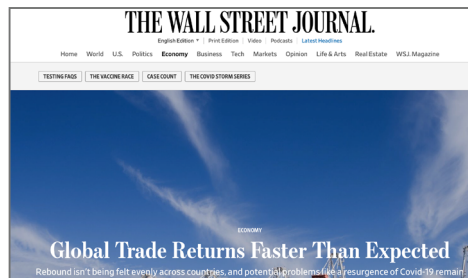 THE WALL STREET JOURNAL.
English Edition ▼ | Print Edition | Video | Podcasts | Latest Headlines
Home World U.S. Politics Economy Business Tech Markets Opinion Life & Arts Real Estate WSJ. Magazine
TESTING FAQS THE VACCINE RACE CASE COUNT THE COVID STORM SERIES
ECONOMY
Global Trade Returns Faster Than Expected
Rebound isn't being felt evenly across countries, and potential problems like a resurgence of Covid-19 remain